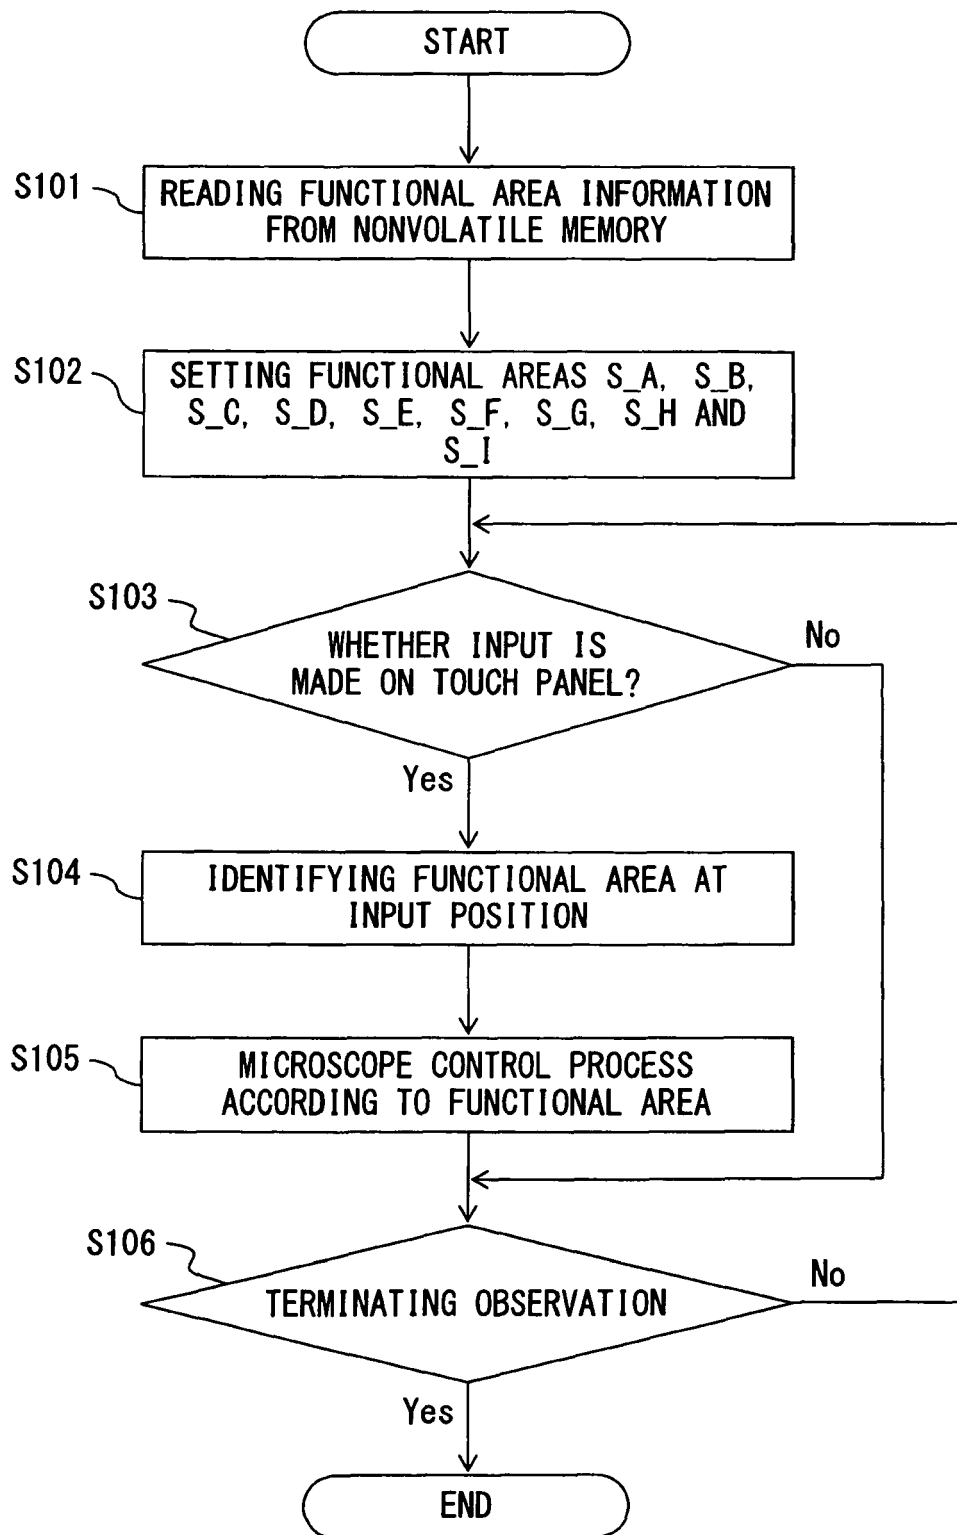 START
S101
READING FUNCTIONAL AREA INFORMATION
FROM NONVOLATILE MEMORY
S102
SETTING FUNCTIONAL AREAS S_A, S_B,
S_C, S_D, S_E, S_F, S_G, S_H AND
S_I
S103
WHETHER INPUT IS
MADE ON TOUCH PANEL?
No
Yes
S104
IDENTIFYING FUNCTIONAL AREA AT
INPUT POSITION
S105
MICROSCOPE CONTROL PROCESS
ACCORDING TO FUNCTIONAL AREA
S106
TERMINATING OBSERVATION
No
Yes
END